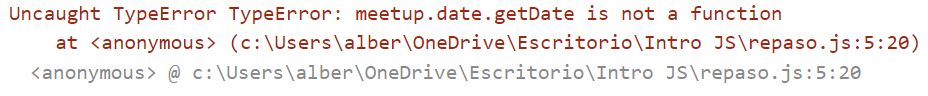 Uncaught TypeError TypeError: meetup.date.getDate is not a function
at <anonymous> (c:\Users\alber\OneDrive\Escritorio\Intro JS\repaso.js:5:20)
<anonymous> @ c:\Users\alber\OneDrive\Escritorio\Intro JS\repaso.js:5:20